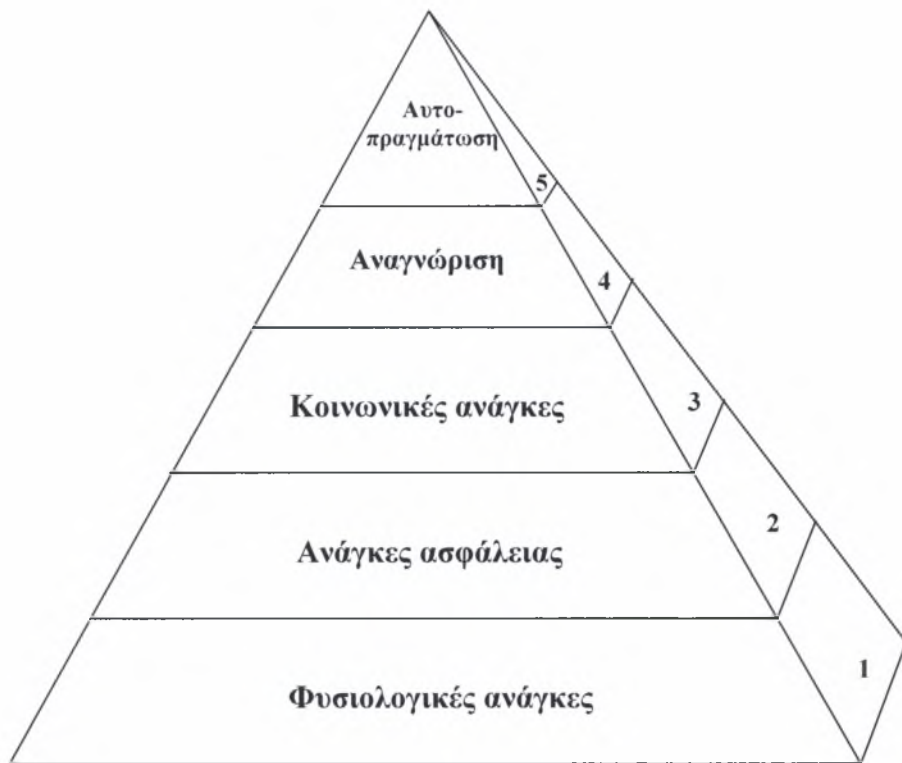 Αυτο-
πραγμάτωση
5
Αναγνώριση
4
Κοινωνικές ανάγκες
3
Ανάγκες ασφάλειας
2
Φυσιολογικές ανάγκες
1